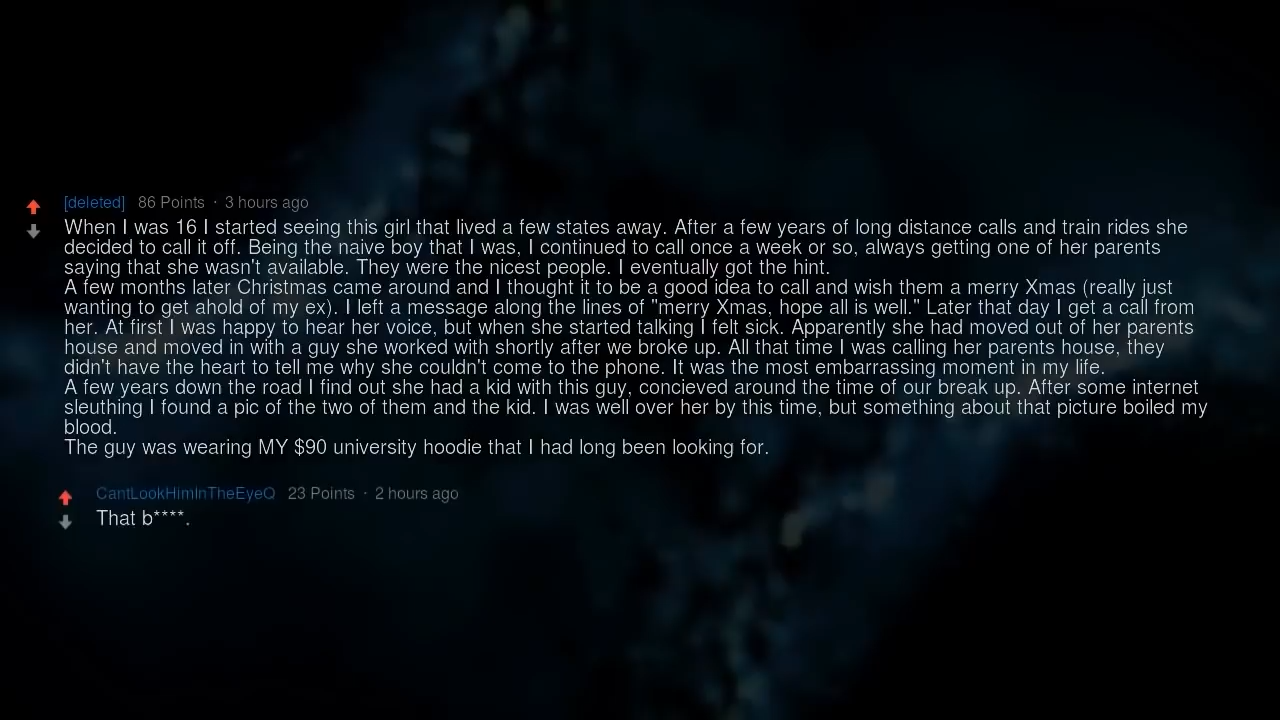 [deleted] 86 Points · 3 hours ago
When I was 16 I started seeing this girl that lived a few states away. After a few years of long distance calls and train rides she
decided to call it off. Being the naive boy that I was, I continued to call once a week or so, always getting one of her parents
saying that she wasn't available. They were the nicest people. I eventually got the hint.
A few months later Christmas came around and I thought it to be a good idea to call and wish them a merry Xmas (really just
wanting to get ahold of my ex). I left a message along the lines of "merry Xmas, hope all is well." Later that day I get a call from
her. At first I was happy to hear her voice, but when she started talking I felt sick. Apparently she had moved out of her parents
house and moved in with a guy she worked with shortly after we broke up. All that time I was calling her parents house, they
didn't have the heart to tell me why she couldn't come to the phone. It was the most embarrassing moment in my life.
A few years down the road I find out she had a kid with this guy, concieved around the time of our break up. After some internet
sleuthing I found a pic of the two of them and the kid. I was well over her by this time, but something about that picture boiled my
blood.
The guy was wearing MY $90 university hoodie that I had long been looking for.
CantLookHimInTheEyeQ 23 Points · 2 hours ago
That b****.